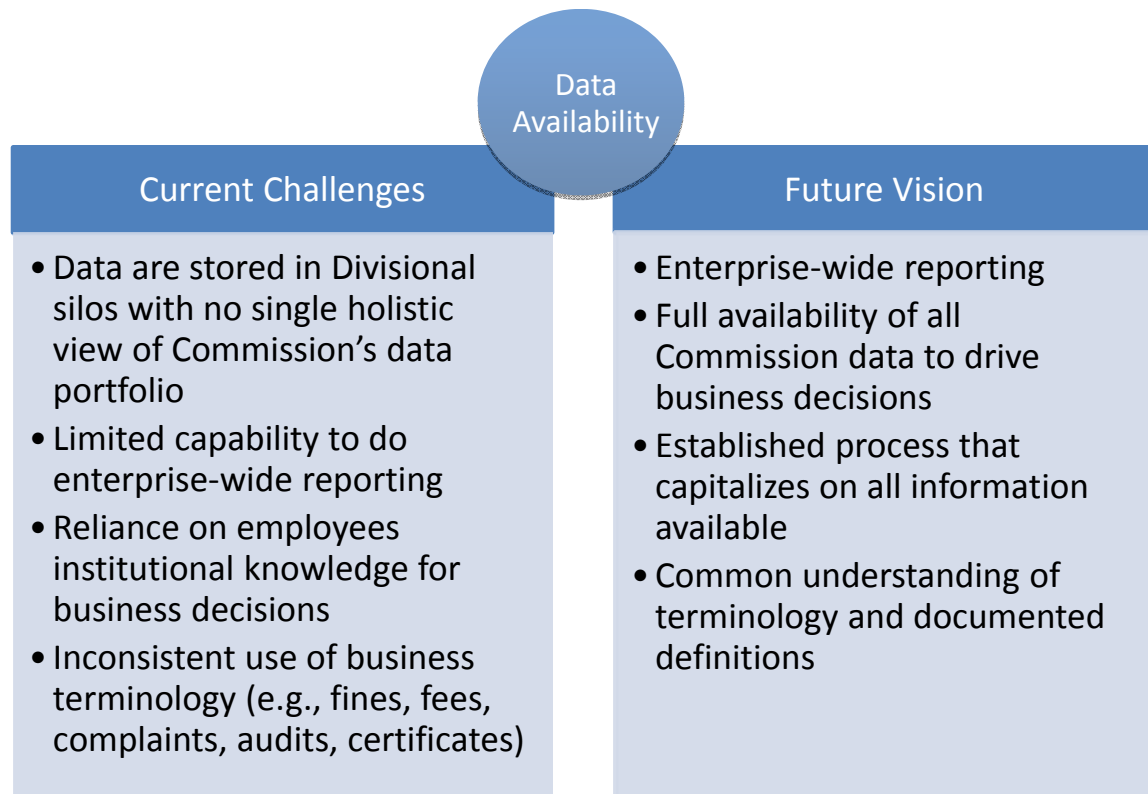 Data
Availability
Current Challenges
• Data are stored in Divisional
silos with no single holistic
view of Commission’s data
portfolio
• Limited capability to do
enterprise-wide reporting
• Reliance on employees
institutional knowledge for
business decisions
• Inconsistent use of business
terminology (e.g., fines, fees,
complaints, audits, certificates)
Future Vision
• Enterprise-wide reporting
• Full availability of all
Commission data to drive
business decisions
• Established process that
capitalizes on all information
available
• Common understanding of
terminology and documented
definitions